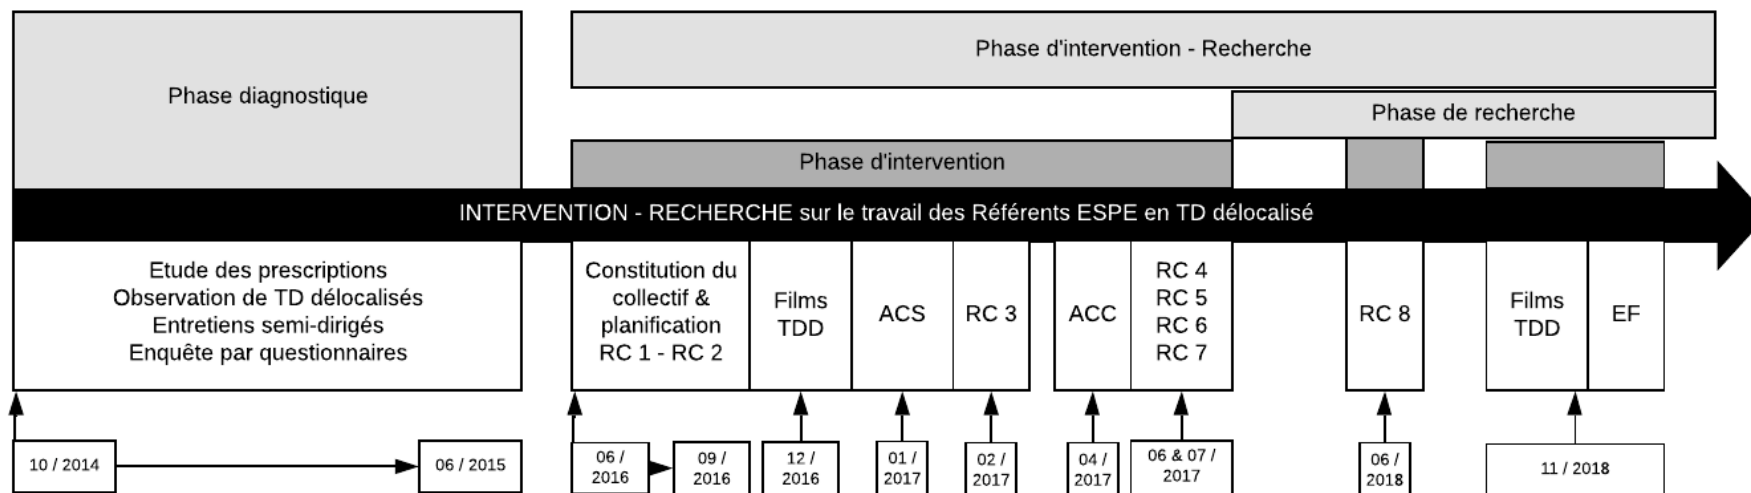 Phase diagnostique
Phase d'intervention - Recherche
Phase de recherche
Phase d'intervention
INTERVENTION - RECHERCHE sur le travail des Référents ESPE en TD délocalisé
Etude des prescriptions
Observation de TD délocalisés
Entretiens semi-dirigés
Enquête par questionnaires
Constitution du
collectif &
planification
RC 1 - RC 2
Films
TDD
ACS
RC 3
ACC
RC 4
RC 5
RC 6
RC 7
RC 8
Films
TDD
EF
10 / 2014
06 / 2015
06 /
2016
09 /
2016
12 /
2016
01 /
2017
02 /
2017
04 /
2017
06 & 07 /
2017
06 /
2018
11 / 2018